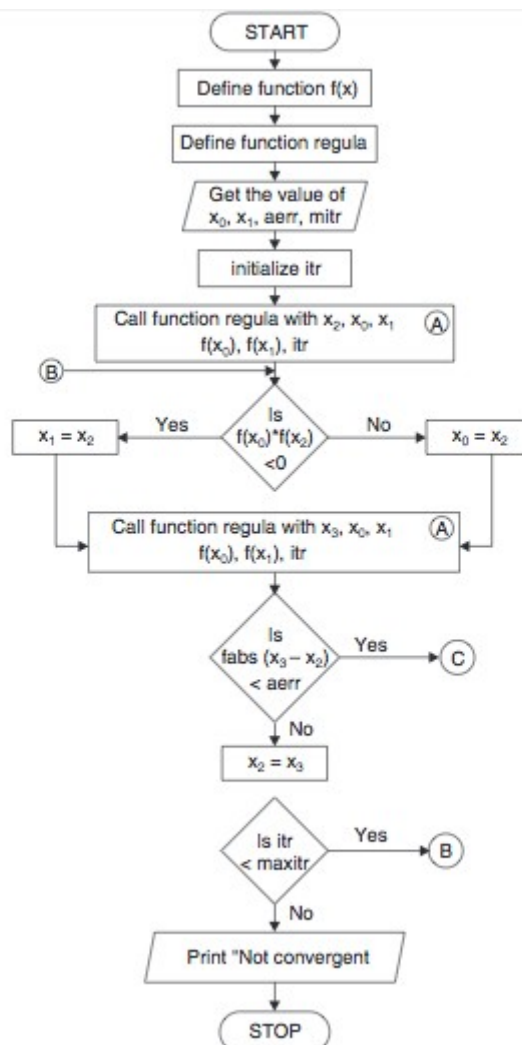 START
Define function f(x)
Define function regula
Get the value of
x₀, x₁, aerr, mitr
initialize itr
Call function regula with x₂, x₀, x₁
A
f(x₀), f(x₁), itr
B
Is
Yes
No
x₁ = x₂
f(x₀)*f(x₂)
x₀ = x₂
<0
Call function regula with x₃, x₀, x₁
A
f(x₀), f(x₁), itr
Is
Yes
fabs (x₃ – x₂)
C
< aerr
No
x₂ = x₃
Is itr
Yes
< maxitr
B
No
Print "Not convergent
STOP